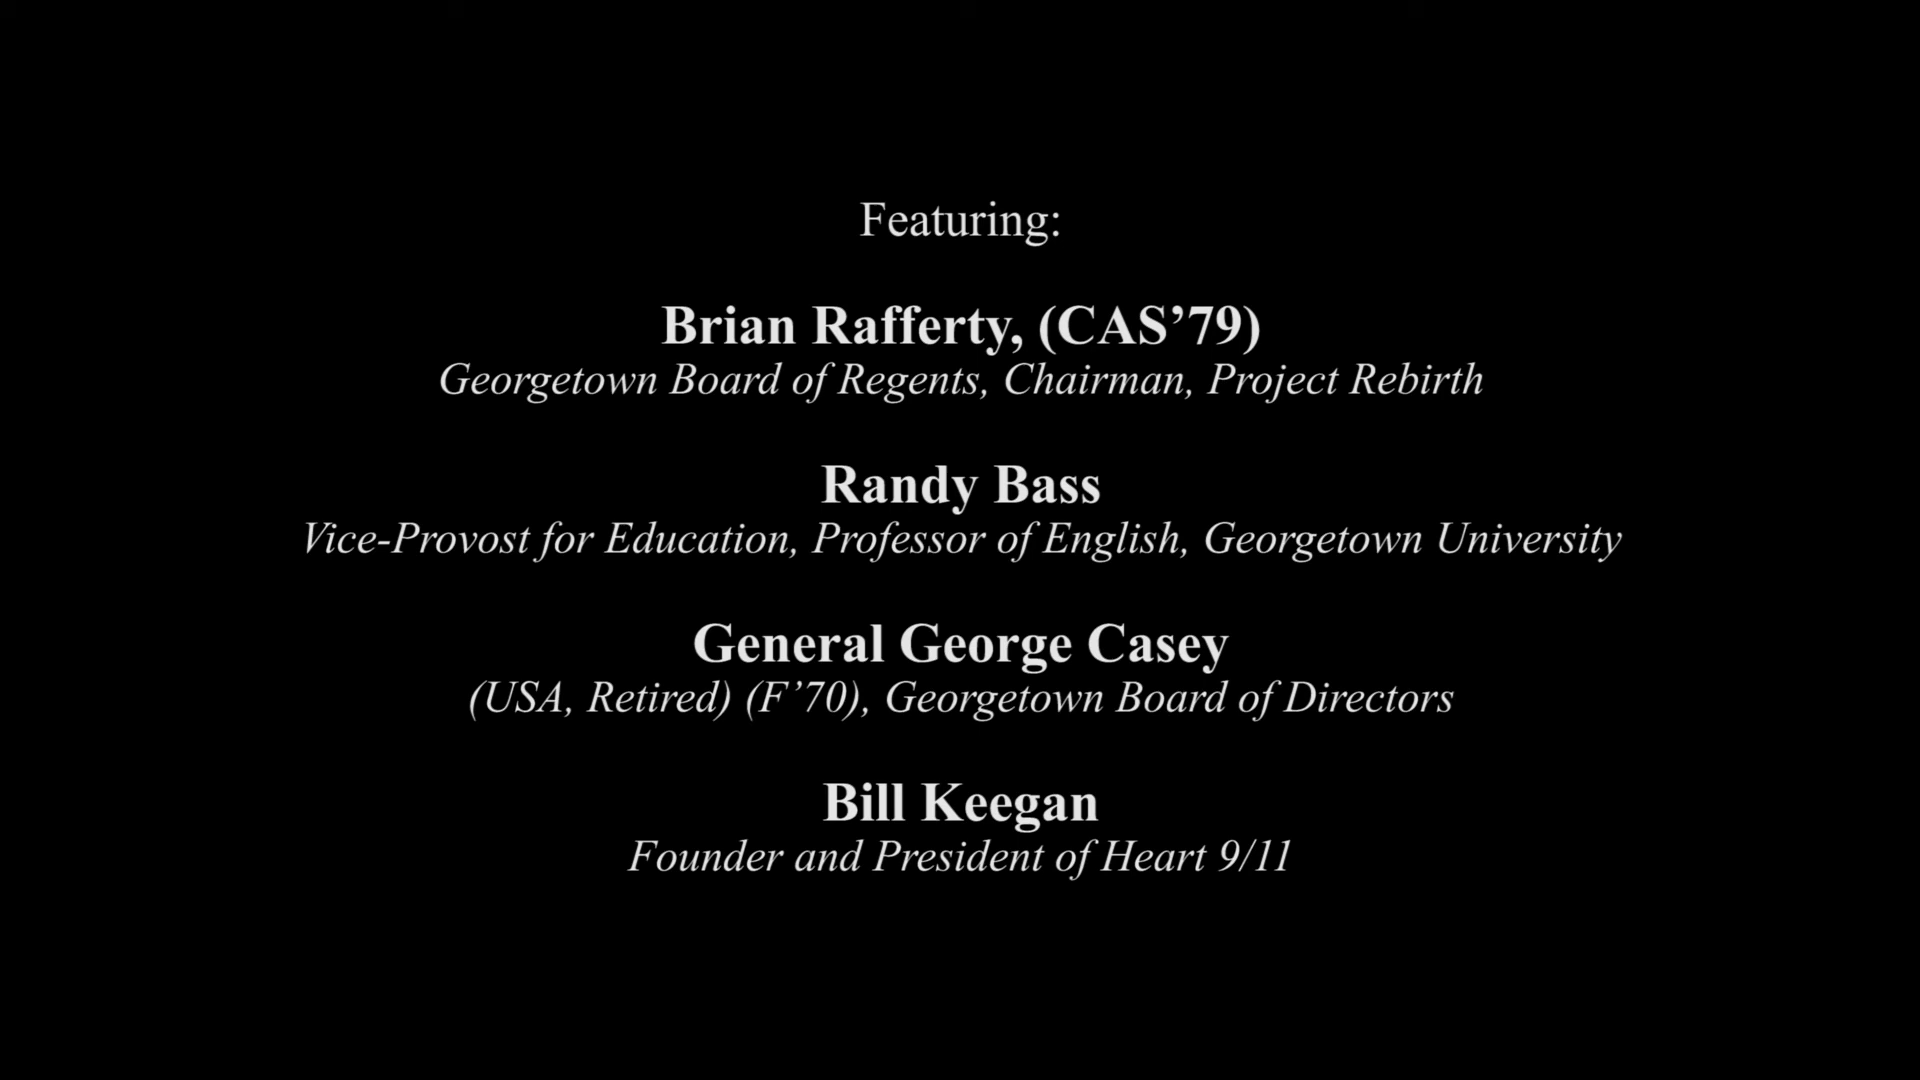 Featuring:
Brian Rafferty, (CAS’79)
Georgetown Board of Regents, Chairman, Project Rebirth
Randy Bass
Vice-Provost for Education, Professor of English, Georgetown University
General George Casey
(USA, Retired) (F’70), Georgetown Board of Directors
Bill Keegan
Founder and President of Heart 9/11